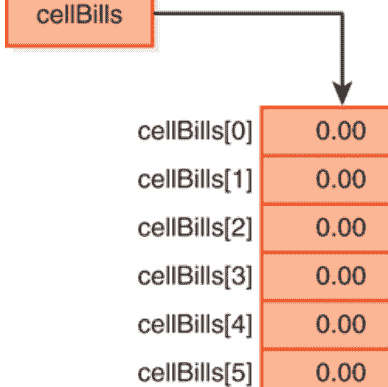 cellBills
cellBills[0] 0.00
cellBills[1] 0.00
cellBills[2] 0.00
cellBills[3] 0.00
cellBills[4] 0.00
cellBills[5] 0.00